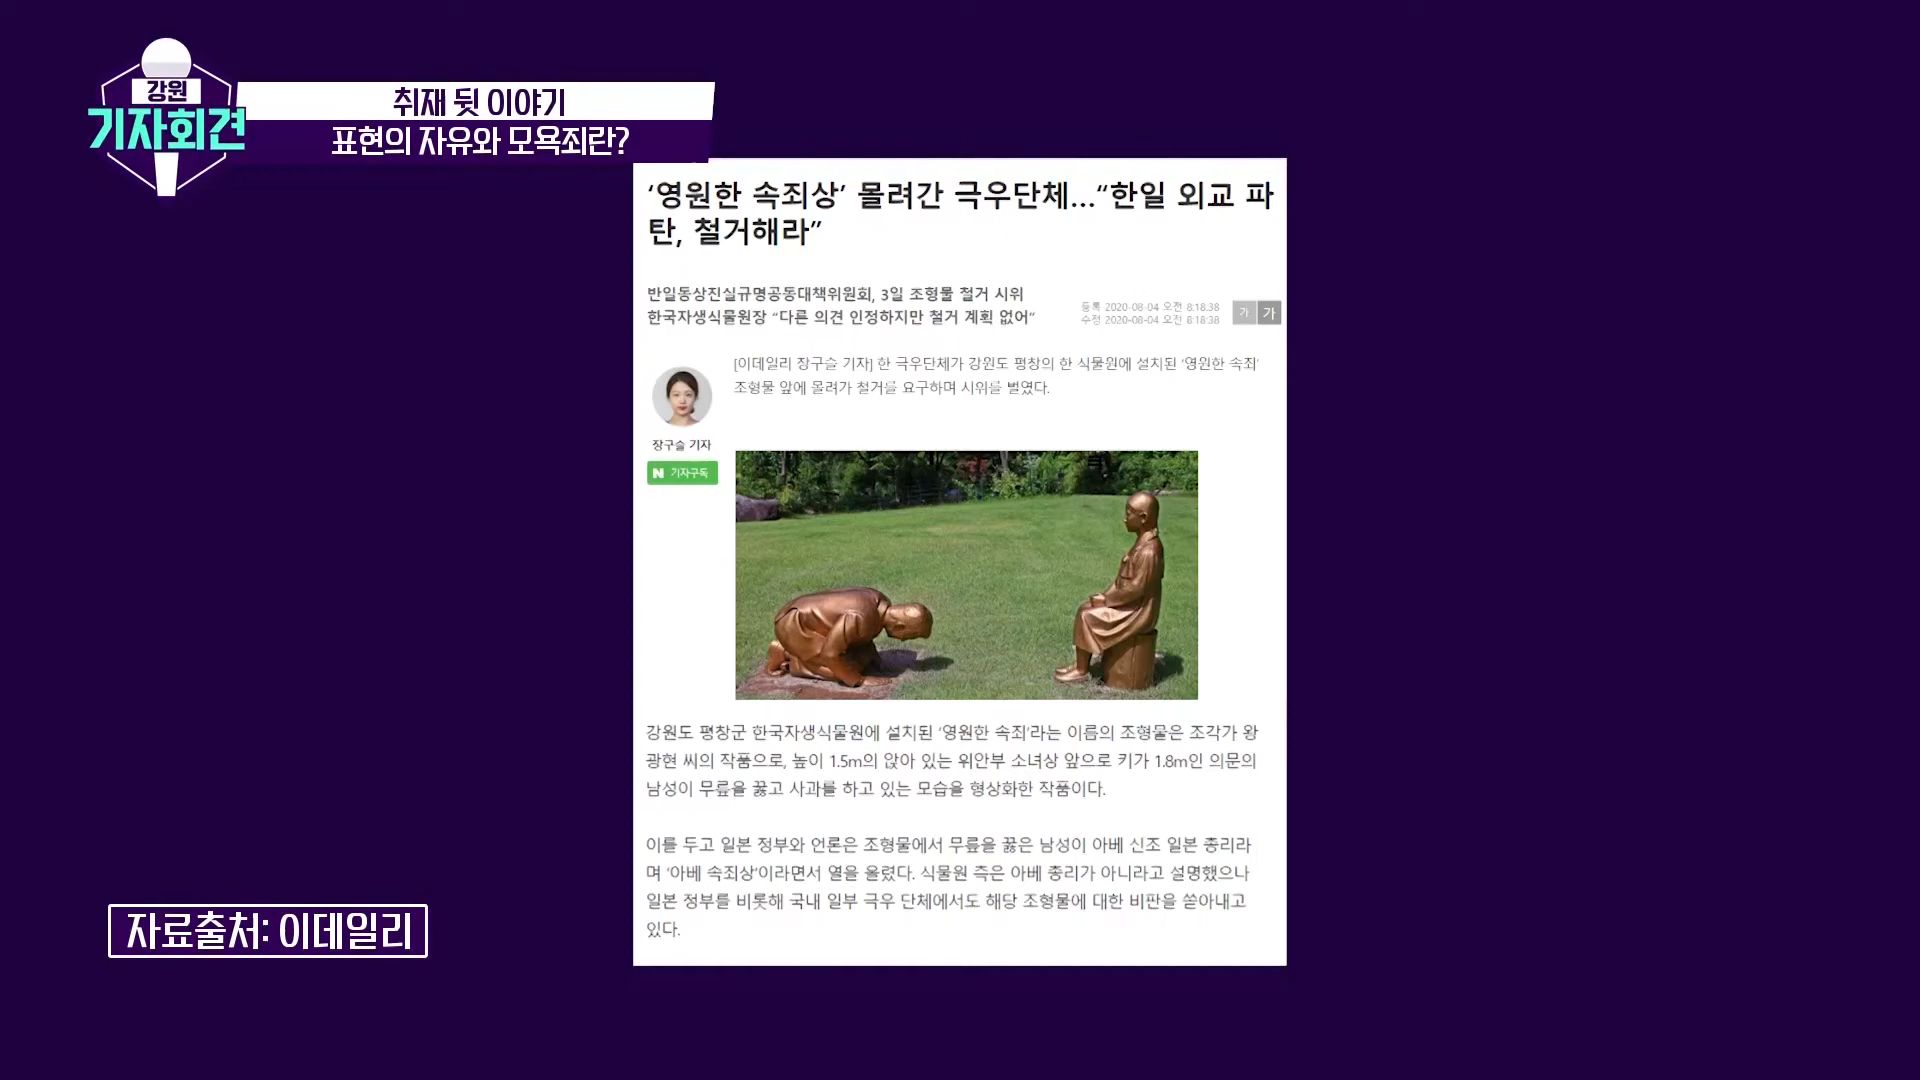 강원
기자회견
취재 뒷 이야기
표현의 자유와 모욕죄란?
‘영원한 속죄상’ 몰려간 극우단체…“한일 외교 파
탄, 철거해라”
반일동상진실규명공동대책위원회, 3일 조형물 철거 시위
한국자생식물원장 “다른 의견 인정하지만 철거 계획 없어”
등록 2020-08-04 오전 8:18:38
수정 2020-08-04 오전 8:18:38
가 가
[이데일리 장구슬 기자] 한 극우단체가 강원도 평창의 한 식물원에 설치된 ‘영원한 속죄’
조형물 앞에 몰려가 철거를 요구하며 시위를 벌였다.
장구슬 기자
N 기자구독
강원도 평창군 한국자생식물원에 설치된 ‘영원한 속죄’라는 이름의 조형물은 조각가 왕
광현 씨의 작품으로, 높이 1.5m의 앉아 있는 위안부 소녀상 앞으로 키가 1.8m인 의문의
남성이 무릎을 꿇고 사과를 하고 있는 모습을 형상화한 작품이다.
이를 두고 일본 정부와 언론은 조형물에서 무릎을 꿇은 남성이 아베 신조 일본 총리라
며 ‘아베 속죄상’이라면서 열을 올렸다. 식물원 측은 아베 총리가 아니라고 설명했으나
일본 정부를 비롯해 국내 일부 극우 단체에서도 해당 조형물에 대한 비판을 쏟아내고
있다.
자료출처: 이데일리